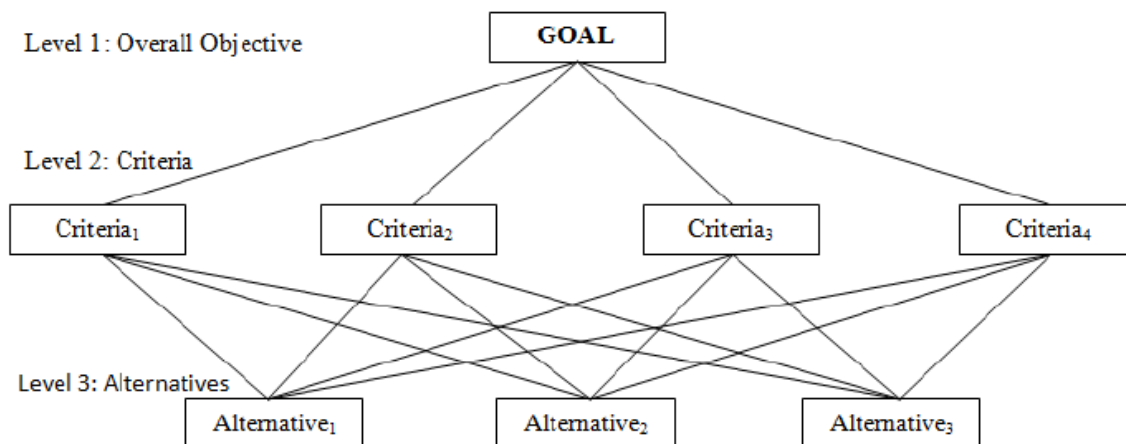 Level 1: Overall Objective
GOAL
Level 2: Criteria
Criteria₁
Criteria₂
Criteria₃
Criteria₄
Level 3: Alternatives
Alternative₁
Alternative₂
Alternative₃